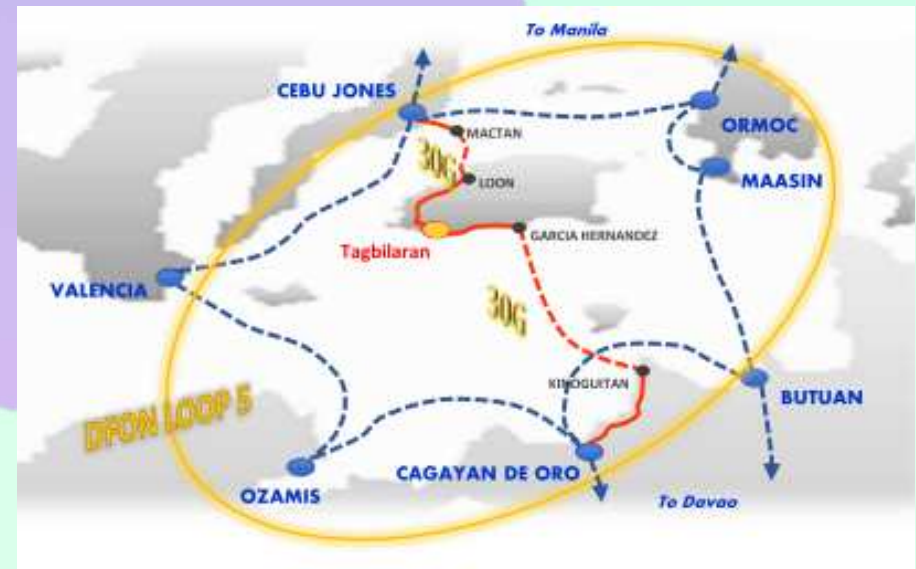 To Manila
CEBU JONES
ORMOC
MACTAN
30G
MAASIN
LOON
GARCIA HERNANDEZ
Tagbilaran
VALENCIA
30G
KINOGUITAN
BUTUAN
DFON LOOP 5
CAGAYAN DE ORO
OZAMIS
To Davao